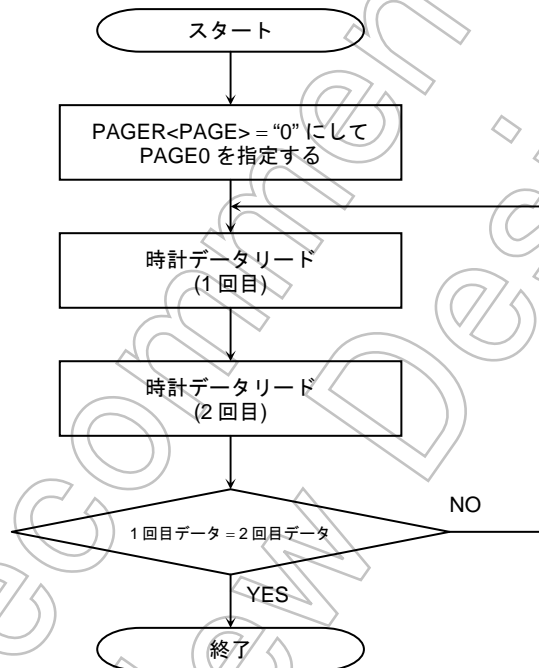 スタート
PAGER<PAGE> = “0” にして
PAGE0 を指定する
時計データリード
(1 回目)
時計データリード
(2 回目)
1 回目データ = 2 回目データ
NO
YES
終了